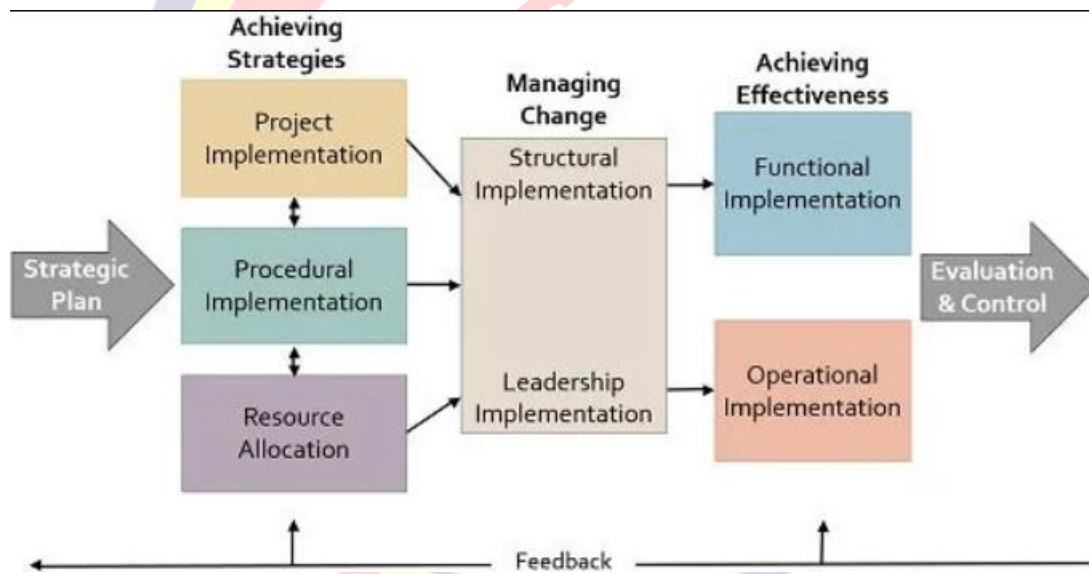 Achieving
Strategies
Project
Implementation
Procedural
Implementation
Resource
Allocation
Strategic
Plan
Managing
Change
Structural
Implementation
Leadership
Implementation
Achieving
Effectiveness
Functional
Implementation
Operational
Implementation
Evaluation
& Control
Feedback